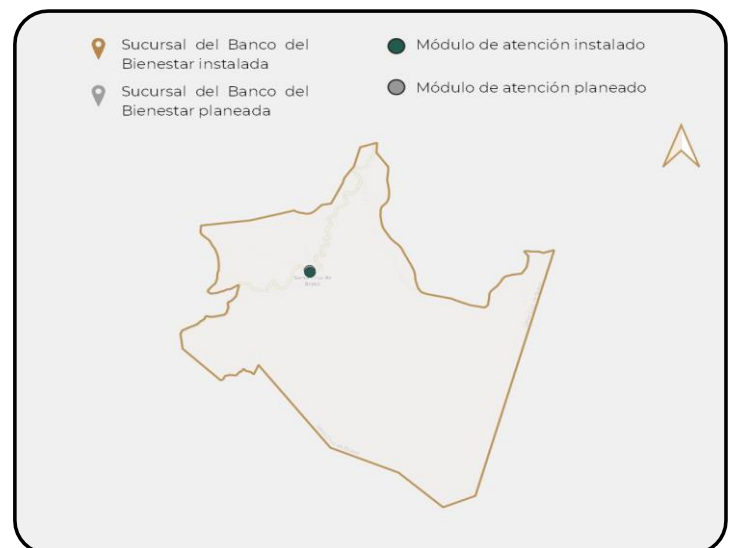 Sucursal del Banco del
Bienestar instalada
Sucursal del Banco del
Bienestar planeada
Módulo de atención instalado
Módulo de atención planeado